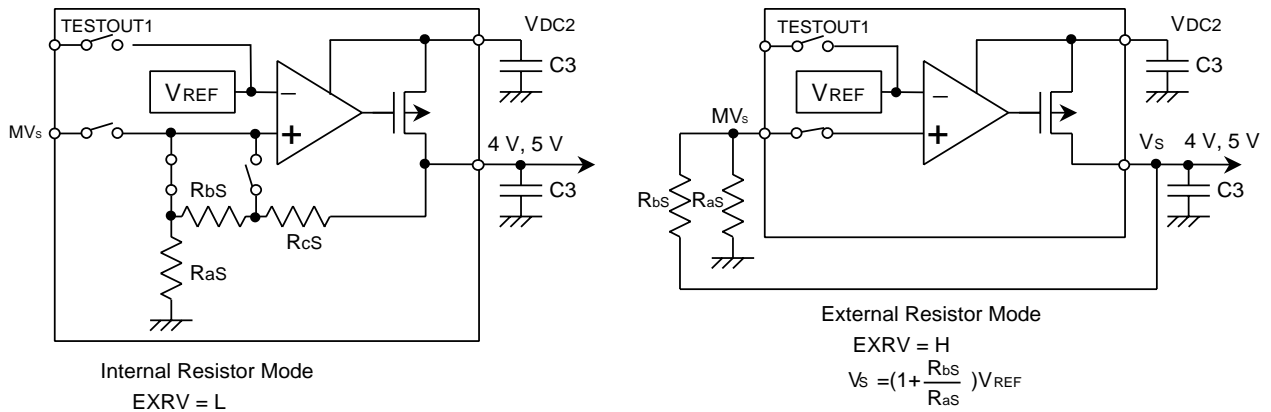 TESTOUT1
VDC2
C3
VREF
−
+
MVS
4 V, 5 V
C3
RbS
RcS
RaS
Internal Resistor Mode
EXRV = L
TESTOUT1
VDC2
C3
VREF
−
+
MVS
VS 4 V, 5 V
C3
RbS
RaS
External Resistor Mode
EXRV = H
VS =(1+RbS/RaS)VREF